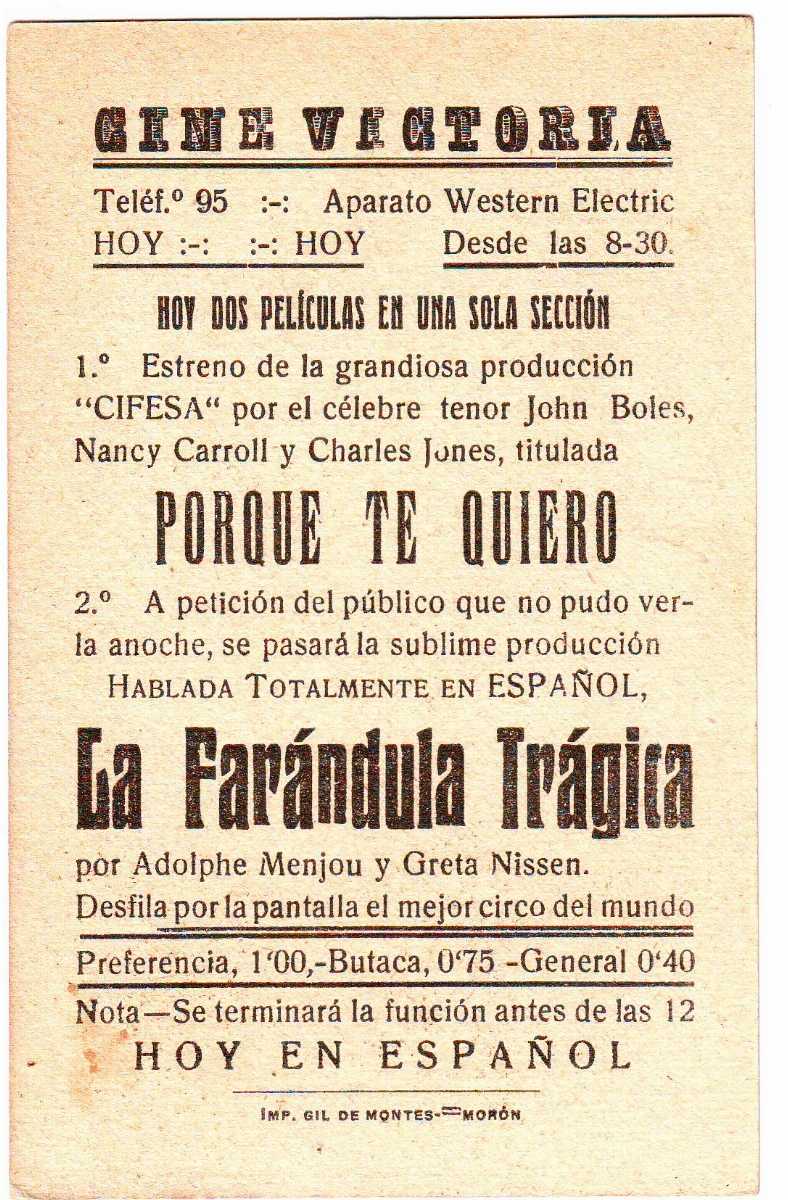 CINE VICTORIA
Teléf.º 95 :-: Aparato Western Electric
HOY :-: :-: HOY Desde las 8-30.
HOY DOS PELÍCULAS EN UNA SOLA SECCIÓN
1.º Estreno de la grandiosa producción
“CIFESA“ por el célebre tenor John Boles,
Nancy Carroll y Charles Jones, titulada
PORQUE TE QUIERO
2.º A petición del público que no pudo ver-
la anoche, se pasará la sublime producción
HABLADA TOTALMENTE EN ESPAÑOL,
La Farándula Trágica
por Adolphe Menjou y Greta Nissen.
Desfila por la pantalla el mejor circo del mundo
Preferencia, 1‘00,-Butaca, 0‘75 -General 0‘40
Nota—Se terminará la función antes de las 12
HOY EN ESPAÑOL
IMP. GIL DE MONTES-=MORÓN